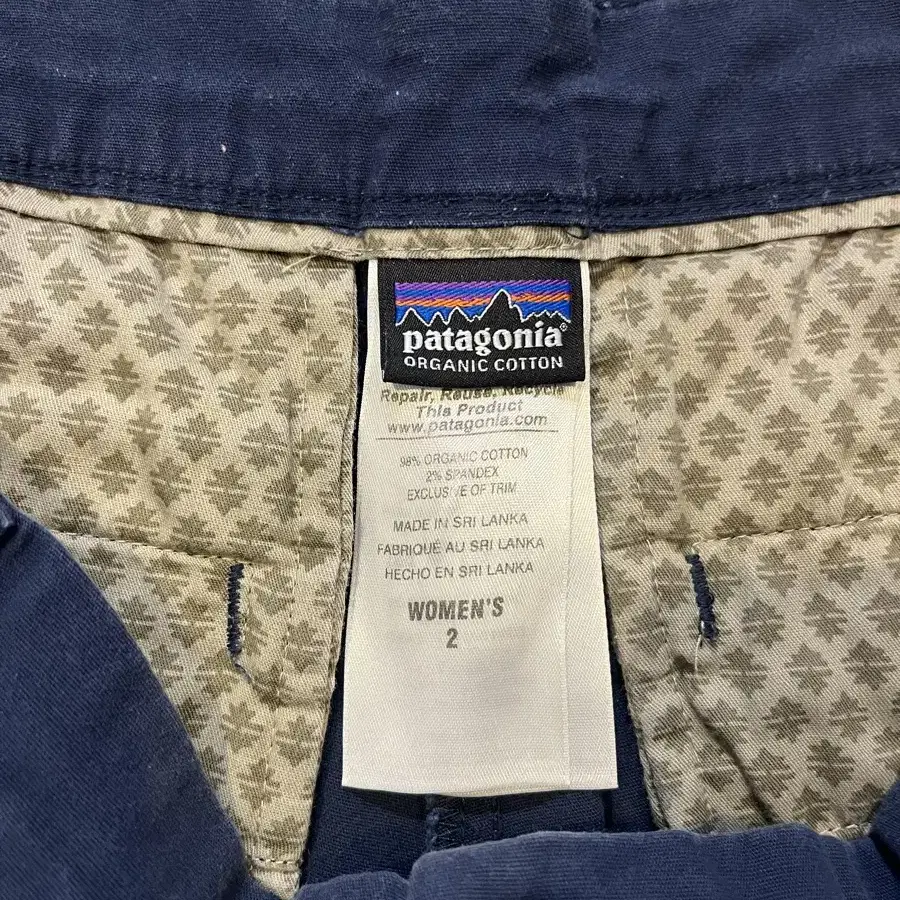 patagonia®
ORGANIC COTTON
Repair, Reuse, Recycle
This Product
www.patagonia.com
98% ORGANIC COTTON
2% SPANDEX
EXCLUSIVE OF TRIM
MADE IN SRI LANKA
FABRIQUÉ AU SRI LANKA
HECHO EN SRI LANKA
WOMEN'S
2